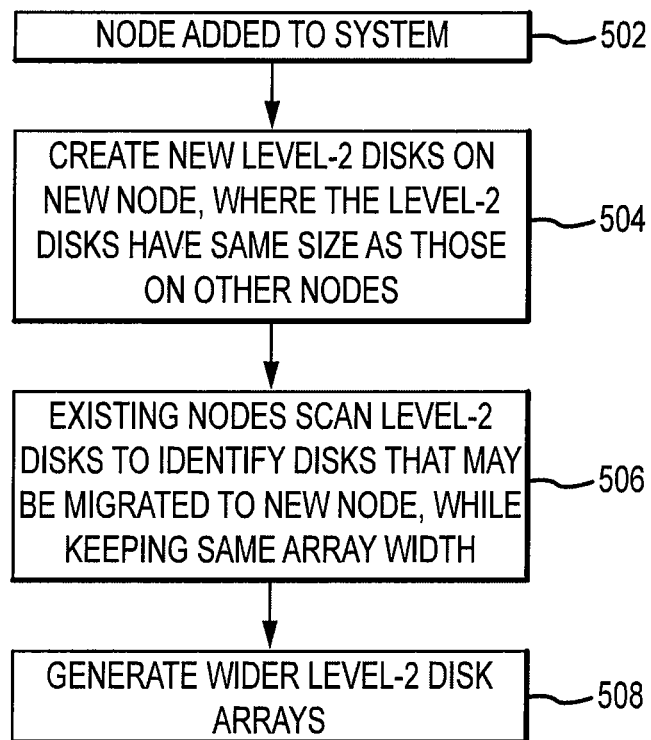 NODE ADDED TO SYSTEM
502
CREATE NEW LEVEL-2 DISKS ON
NEW NODE, WHERE THE LEVEL-2
DISKS HAVE SAME SIZE AS THOSE
ON OTHER NODES
504
EXISTING NODES SCAN LEVEL-2
DISKS TO IDENTIFY DISKS THAT MAY
BE MIGRATED TO NEW NODE, WHILE
KEEPING SAME ARRAY WIDTH
506
GENERATE WIDER LEVEL-2 DISK
ARRAYS
508